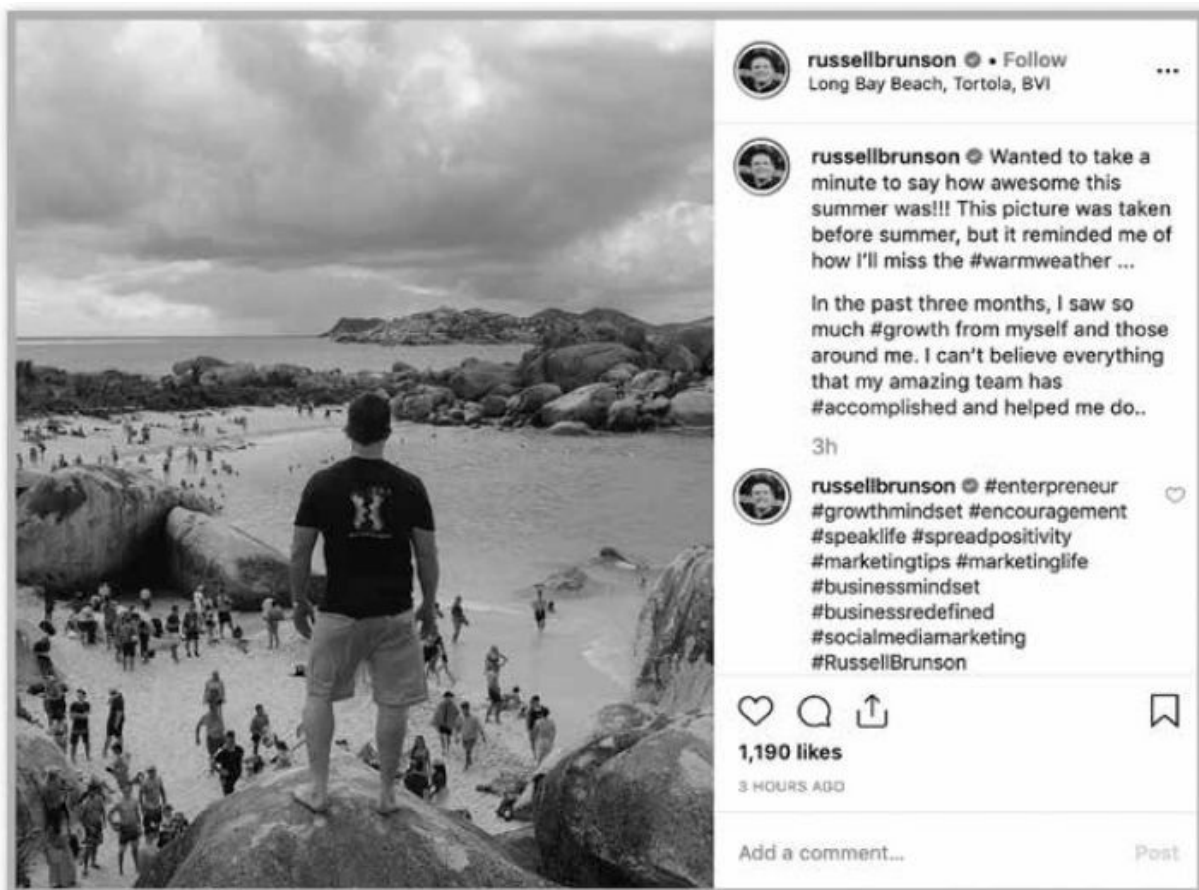 russellbrunson • Follow
Long Bay Beach, Tortola, BVI
russellbrunson Wanted to take a
minute to say how awesome this
summer was!!! This picture was taken
before summer, but it reminded me of
how I'll miss the #warmweather ...
In the past three months, I saw so
much #growth from myself and those
around me. I can't believe everything
that my amazing team has
#accomplished and helped me do..
3h
russellbrunson #enterpreneur
#growthmindset #encouragement
#speaklife #spreadpositivity
#marketingtips #marketinglife
#businessmindset
#businessredefined
#socialmediamarketing
#RussellBrunson
1,190 likes
3 HOURS AGO
Add a comment... Post